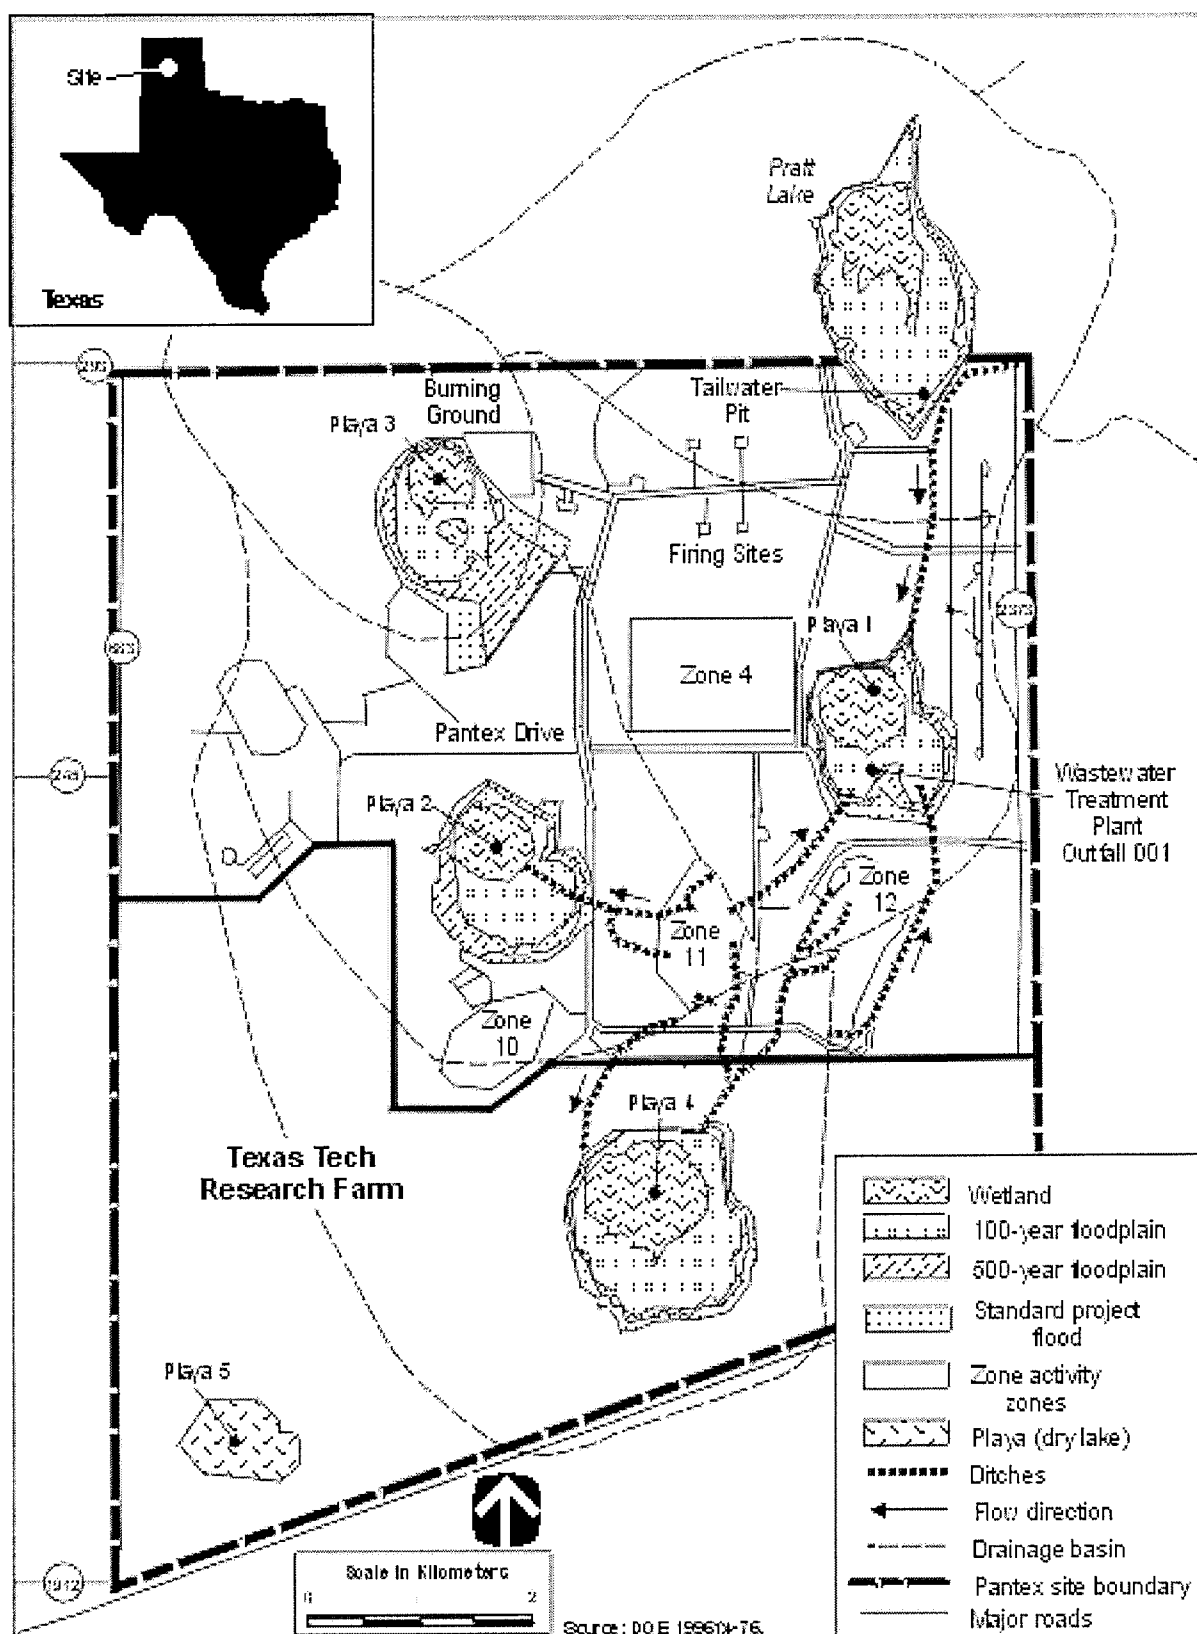 Site
Texas
Pratt
Lake
Burning
Ground
Playa 3
Tailwater
Pit
Firing Sites
Playa 1
Zone 4
Pantex Drive
Playa 2
Wastewater
Treatment
Plant
Outfall 001
Zone
12
Zone
11
Zone
10
Playa 4
Texas Tech
Research Farm
Playa 5
Wetland
100-year floodplain
500-year floodplain
Standard project
flood
Zone activity
zones
Playa (dry lake)
Ditches
Flow direction
Drainage basin
Pantex site boundary
Major roads
Scale in Kilometers
0 1 2
Source: DOE 1996